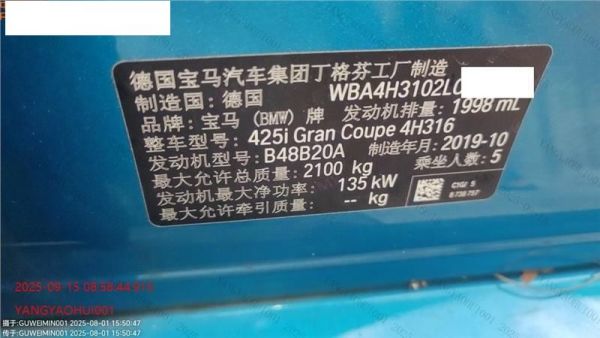 德国宝马汽车集团丁格芬工厂制造
制造国：德国 WBA4H3102L
品牌：宝马 (BMW) 牌 发动机排量：1998 mL
整车型号：425i Gran Coupe 4H316
发动机型号：B48B20A 制造年月：2019-10
最大允许总质量：2100 kg 乘坐人数：5
发动机最大净功率：135 kW
最大允许牵引质量：-- kg
2025-09-15 08:58:44.910
YANGYAOHUI001
摄于:GUWEIMIN001 2025-08-01 15:50:47
传于:GUWEIMIN001 2025-08-01 15:50:47